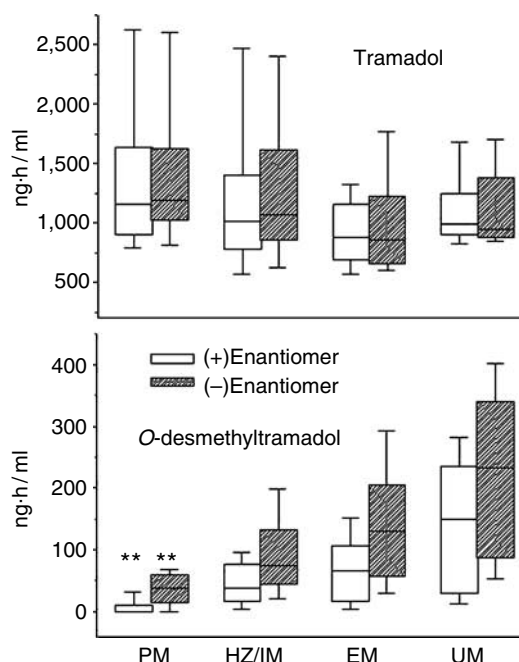 2,500
Tramadol
2,000
1,500
1,000
500
ng·h / ml
400
(+)Enantiomer
(–)Enantiomer
300
O-desmethyltramadol
200
100
** **
0
ng·h / ml
PM HZ/IM EM UM